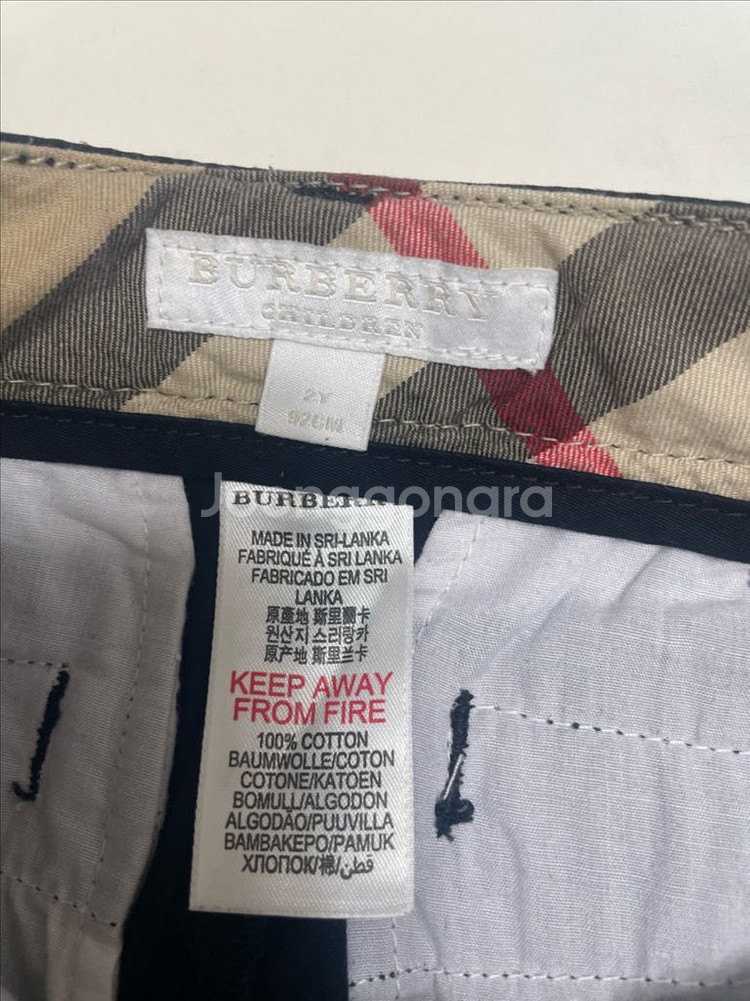 BURBERRY
CHILDREN
2Y
92CM
Joonggonara
BURBERRY
MADE IN SRI-LANKA
FABRIQUÉ À SRI LANKA
FABRICADO EM SRI
LANKA
原產地 斯里蘭卡
원산지 스리랑카
原产地 斯里兰卡
KEEP AWAY
FROM FIRE
100% COTTON
BAUMWOLLE/COTON
COTONE/KATOEN
BOMULL/ALGODON
ALGODÃO/PUUVILLA
BAMBAKEPO/PAMUK
ХЛОПОК/棉/قطن